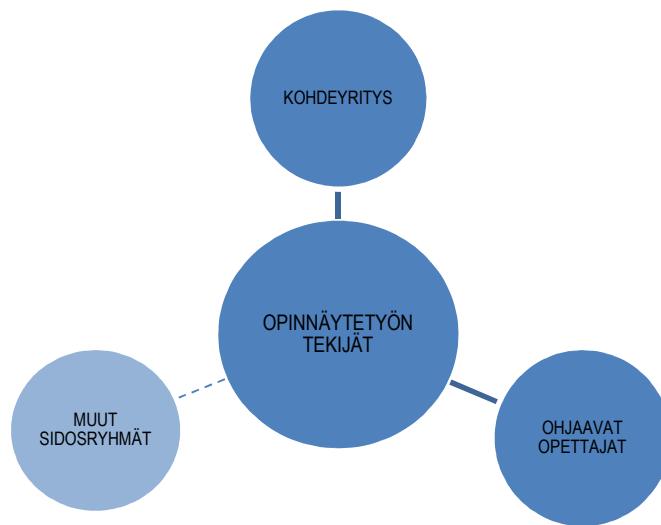 KOHDEYRITYS
OPINNÄYTETYÖN
TEKIJÄT
MUUT
SIDOSRYHMÄT
OHJAAVAT
OPETTAJAT